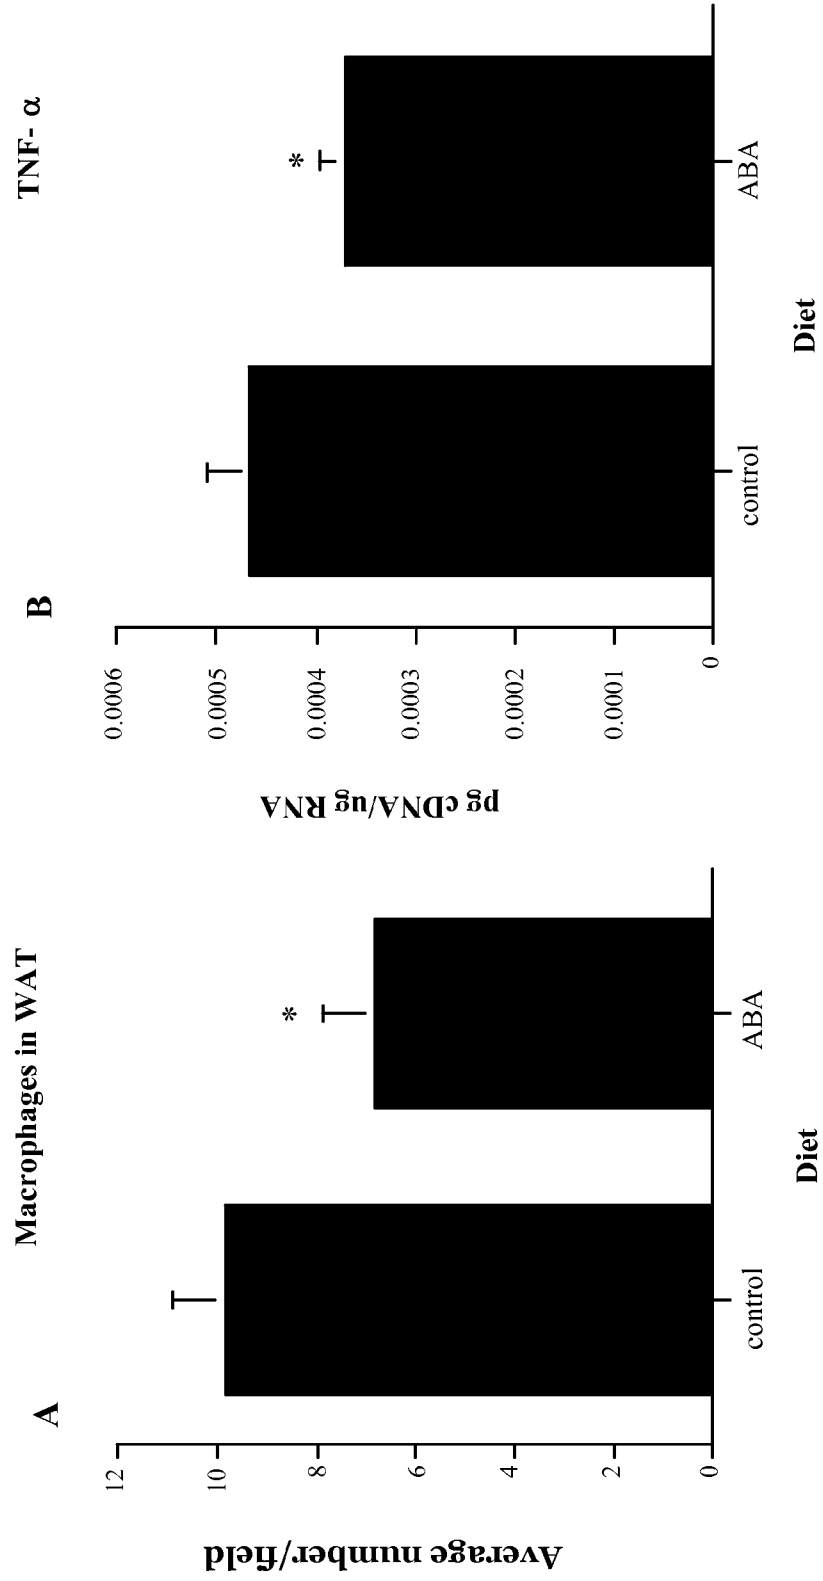 A
Macrophages in WAT
Average number/field
12
10
8
6
4
2
0
*
control
ABA
Diet
B
TNF- α
pg cDNA/ug RNA
0.0006
0.0005
0.0004
0.0003
0.0002
0.0001
0
*
control
ABA
Diet